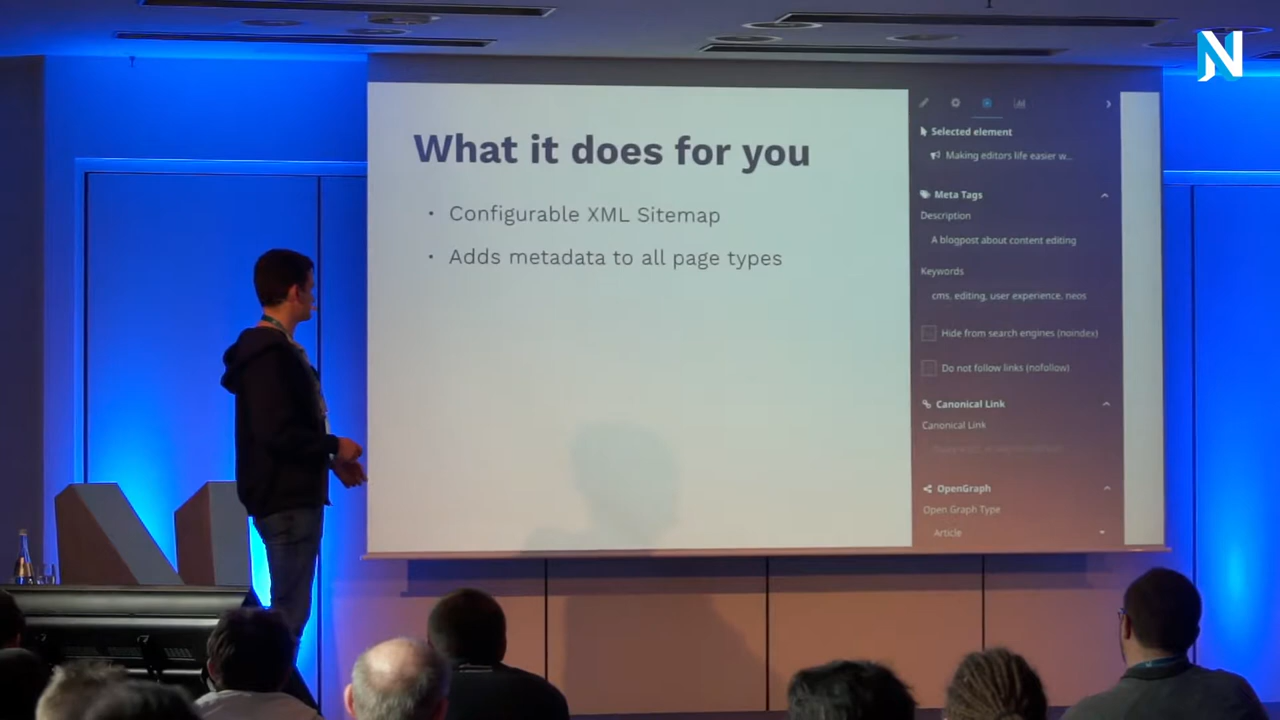 N
What it does for you
• Configurable XML Sitemap
• Adds metadata to all page types
Selected element
Making editors life easier w...
Meta Tags
Description
A blogpost about content editing
Keywords
cms, editing, user experience, neos
Hide from search engines (noindex)
Do not follow links (nofollow)
Canonical Link
Canonical Link
OpenGraph
Open Graph Type
Article